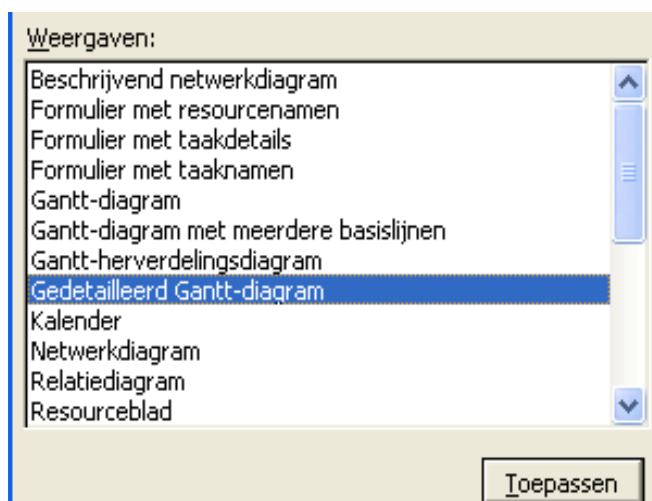 Weergaven:
Beschrijvend netwerkdiagram
Formulier met resourcenamen
Formulier met taakdetails
Formulier met taaknamen
Gantt-diagram
Gantt-diagram met meerdere basislijnen
Gantt-herverdelingsdiagram
Gedetailleerd Gantt-diagram
Kalender
Netwerkdiagram
Relatiediagram
Resourceblad
Toepassen